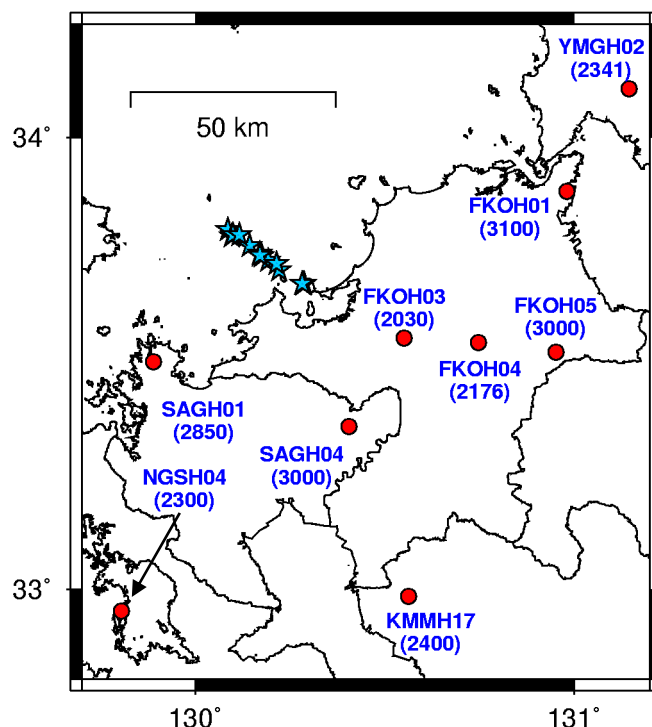 YMGH02
(2341)
34°
50 km
FKOH01
(3100)
FKOH03
(2030)
FKOH05
(3000)
FKOH04
(2176)
SAGH01
(2850)
SAGH04
(3000)
NGSH04
(2300)
33°
KMMH17
(2400)
130°
131°